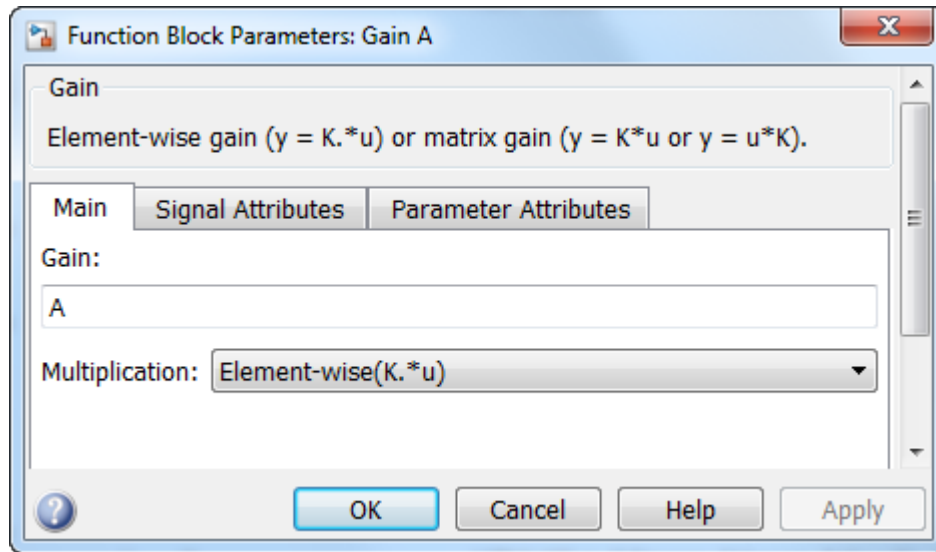 Function Block Parameters: Gain A
Gain
Element-wise gain (y = K.*u) or matrix gain (y = K*u or y = u*K).
Main Signal Attributes Parameter Attributes
Gain:
A
Multiplication: Element-wise(K.*u)
OK Cancel Help Apply